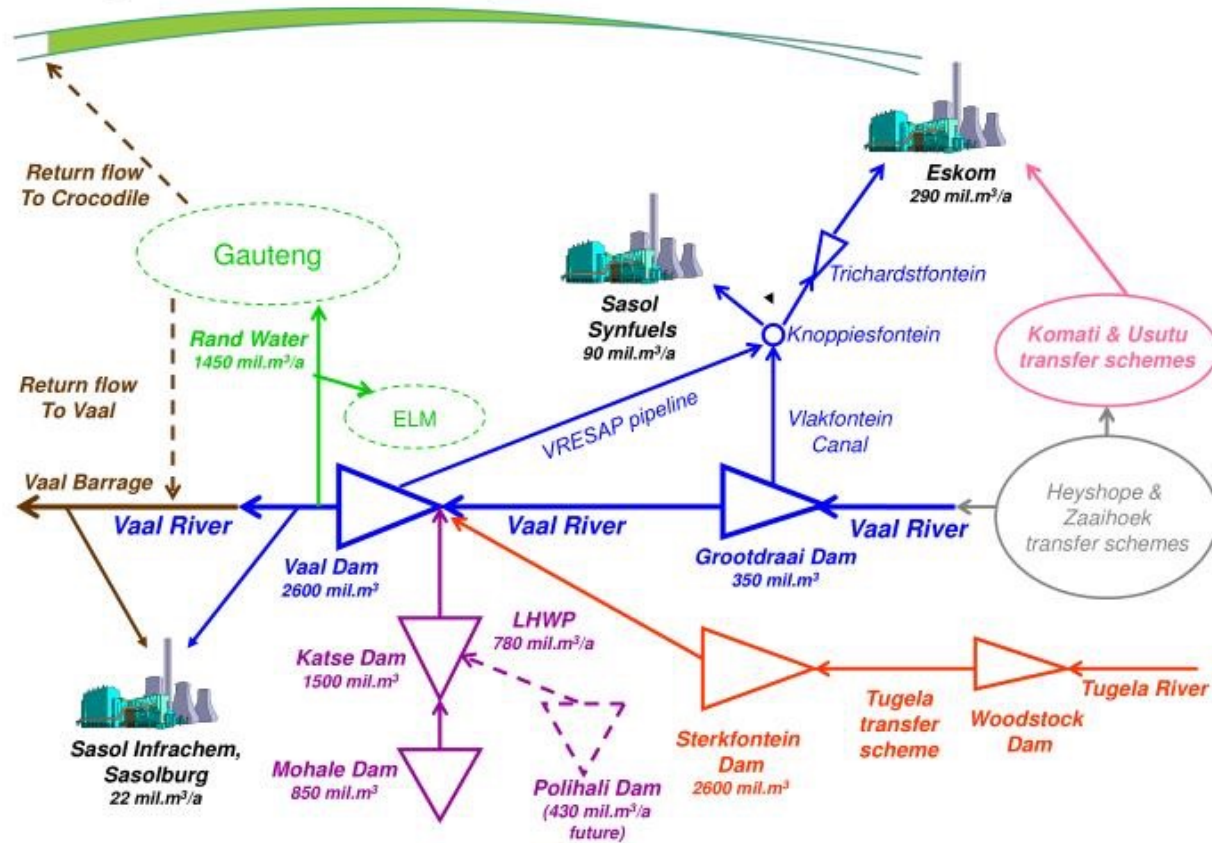 Return flow
To Crocodile
Gauteng
Rand Water
1450 mil.m³/a
ELM
Return flow
To Vaal
Vaal Barrage
Vaal River
Sasol
Synfuels
90 mil.m³/a
Eskom
290 mil.m³/a
Trichardstfontein
Knoppiesfontein
Komati & Usutu
transfer schemes
VRESAP pipeline
Vlakfontein
Canal
Heyshope &
Zaaihoek
transfer schemes
Vaal River
Vaal River
Vaal Dam
2600 mil.m³
Grootdraai Dam
350 mil.m³
LHWP
780 mil.m³/a
Katse Dam
1500 mil.m³
Mohale Dam
850 mil.m³
Polihali Dam
(430 mil.m³/a
future)
Sterkfontein
Dam
2600 mil.m³
Tugela
transfer
scheme
Woodstock
Dam
Tugela River
Sasol Infrachem,
Sasolburg
22 mil.m³/a